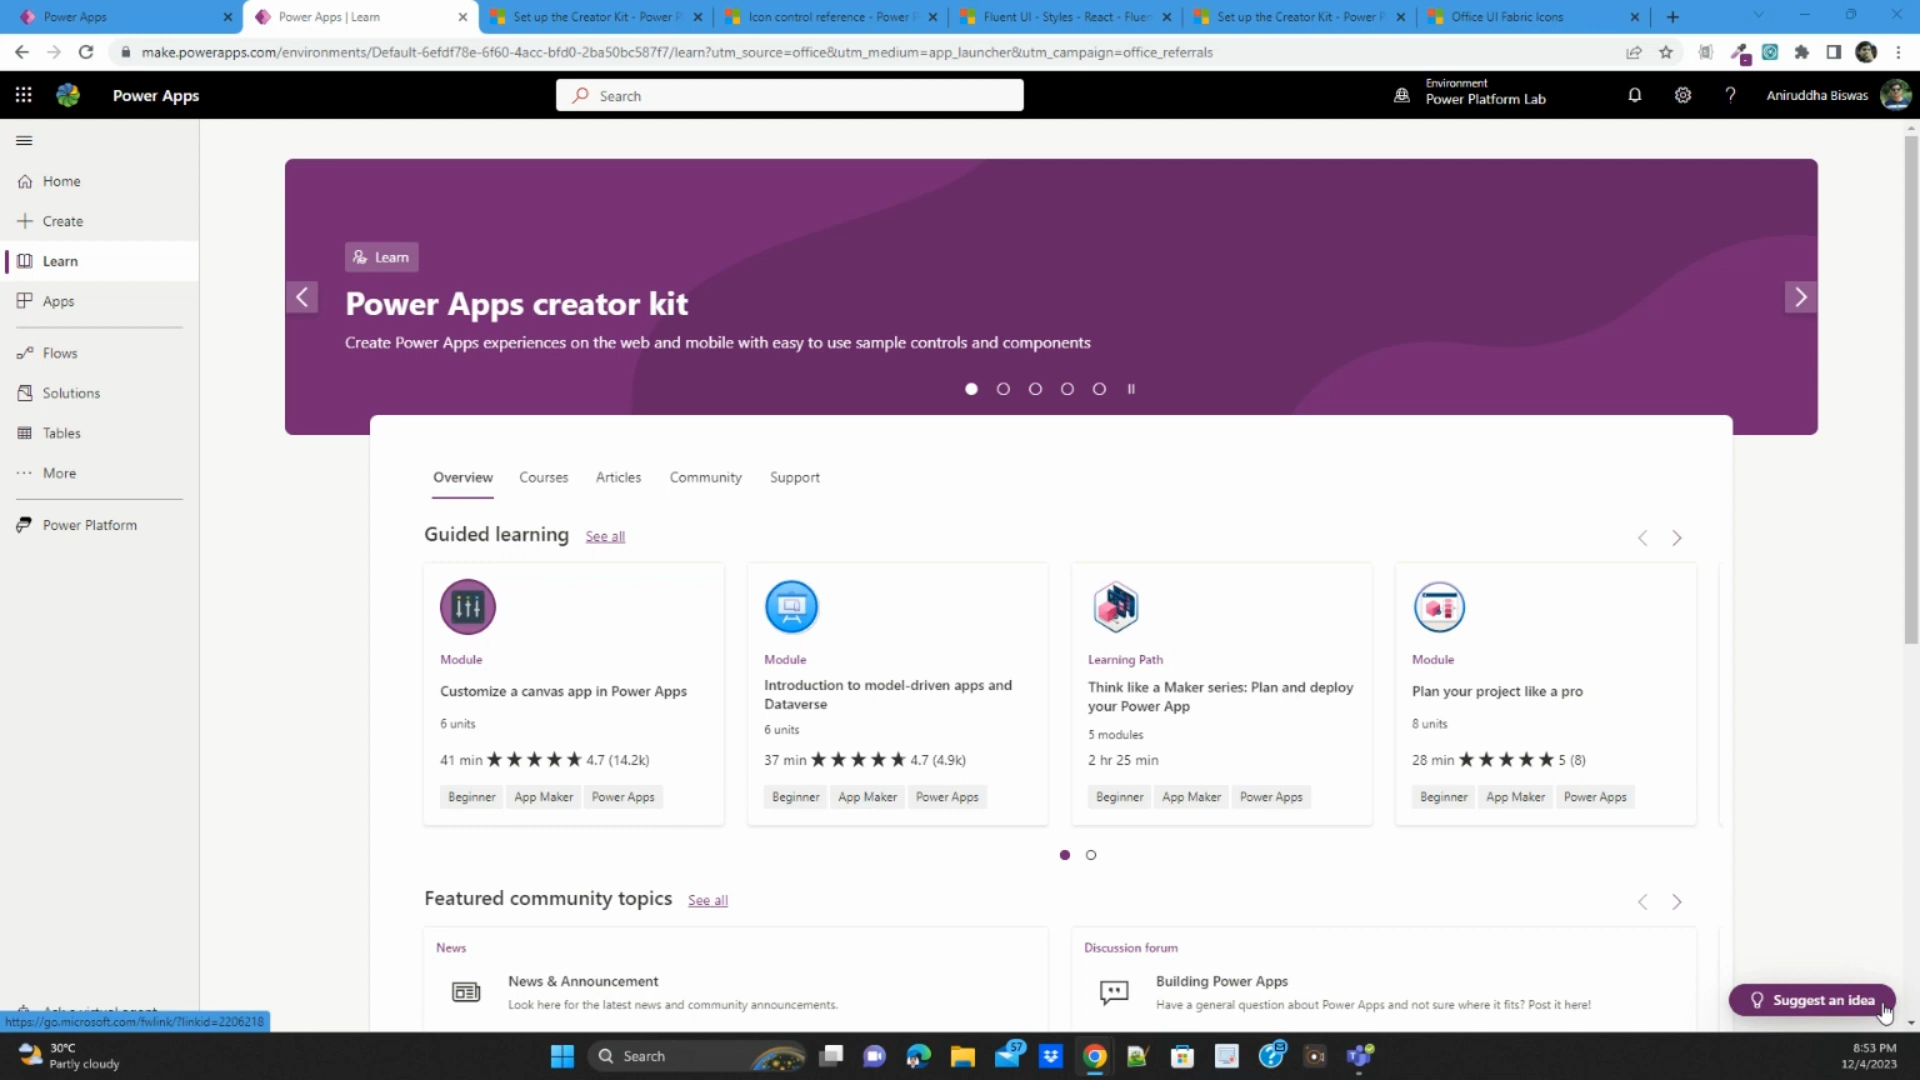 Power Apps
Power Apps | Learn
Set up the Creator Kit - Power P
Icon control reference - Power P
Fluent UI - Styles - React - Fluen
Set up the Creator Kit - Power P
Office UI Fabric Icons
make.powerapps.com/environments/Default-6efdf78e-6f60-4acc-bfd0-2ba50bc587f7/learn?utm_source=office&utm_medium=app_launcher&utm_campaign=office_referrals
Power Apps
Search
Environment
Power Platform Lab
Aniruddha Biswas
Home
Create
Learn
Apps
Flows
Solutions
Tables
More
Power Platform
https://go.microsoft.com/fwlink/?linkid=2206218
Learn
Power Apps creator kit
Create Power Apps experiences on the web and mobile with easy to use sample controls and components
Overview Courses Articles Community Support
Guided learning See all
Module
Customize a canvas app in Power Apps
6 units
41 min 4.7 (14.2k)
Beginner App Maker Power Apps
Module
Introduction to model-driven apps and
Dataverse
6 units
37 min 4.7 (4.9k)
Beginner App Maker Power Apps
Learning Path
Think like a Maker series: Plan and deploy
your Power App
5 modules
2 hr 25 min
Beginner App Maker Power Apps
Module
Plan your project like a pro
8 units
28 min 5 (8)
Beginner App Maker Power Apps
Featured community topics See all
News
News & Announcement
Look here for the latest news and community announcements.
Discussion forum
Building Power Apps
Have a general question about Power Apps and not sure where it fits? Post it here!
Suggest an idea
30°C
Partly cloudy
Search
57
8:53 PM
12/4/2023